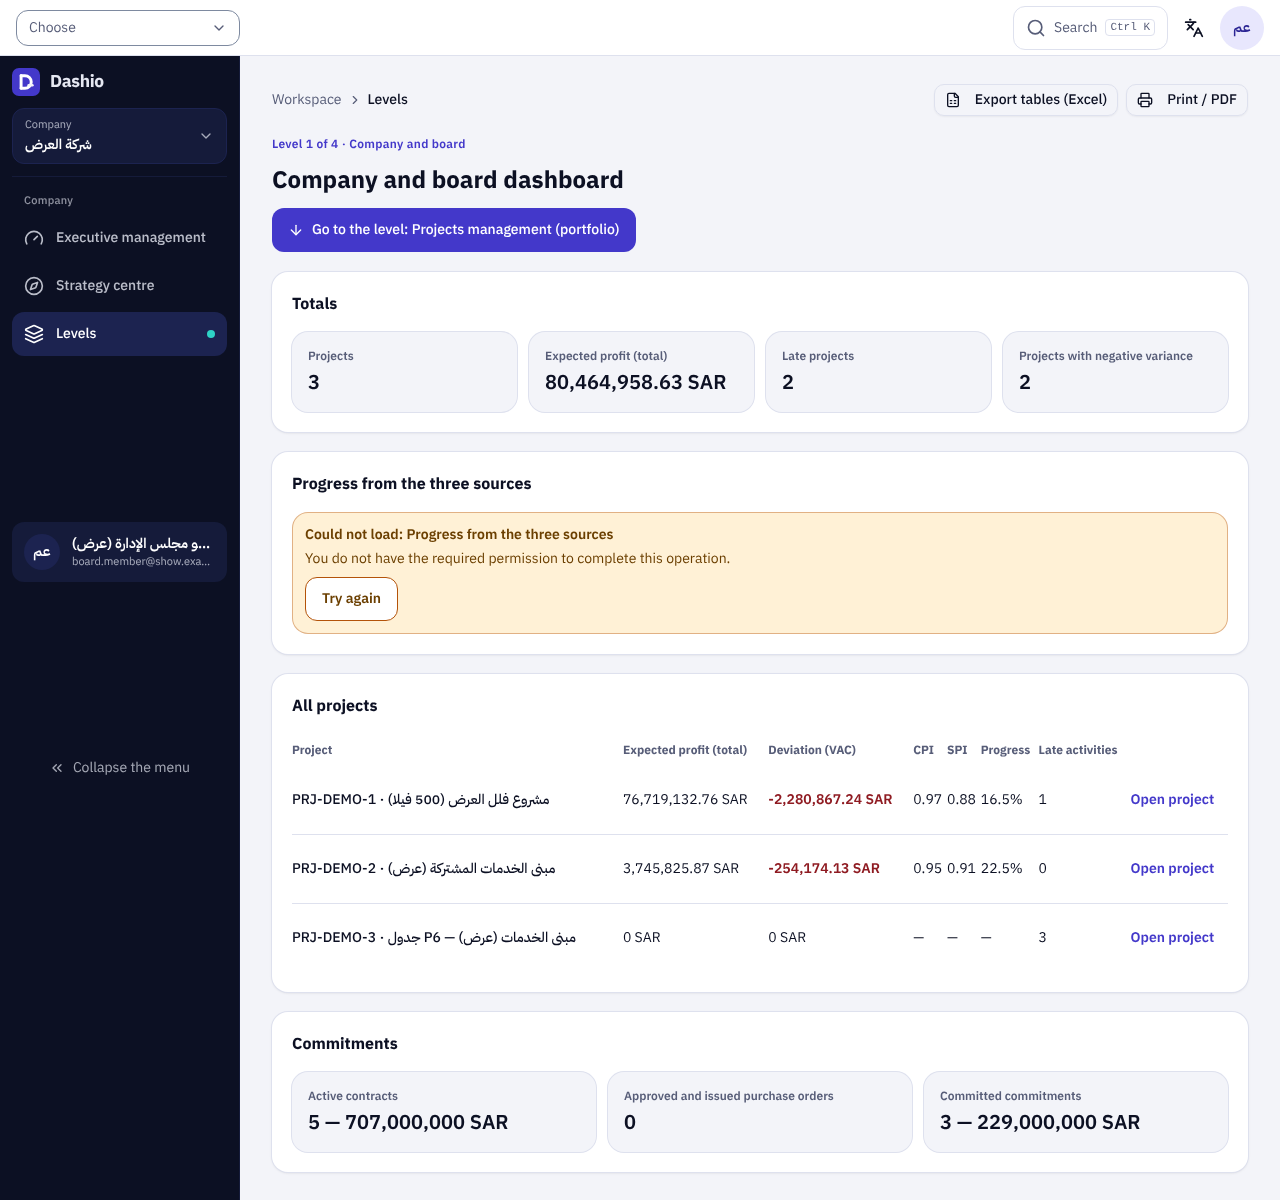 Choose
Search Ctrl K
عم
Dashio
Company
شركة العرض
Company
Executive management
Strategy centre
Levels
عم
...و مجلس الإدارة (عرض)
board.member@show.exa...
Collapse the menu
Workspace > Levels
Export tables (Excel)
Print / PDF
Level 1 of 4 · Company and board
Company and board dashboard
Go to the level: Projects management (portfolio)
Totals
Projects
3
Expected profit (total)
80,464,958.63 SAR
Late projects
2
Projects with negative variance
2
Progress from the three sources
Could not load: Progress from the three sources
You do not have the required permission to complete this operation.
Try again
All projects
Project Expected profit (total) Deviation (VAC) CPI SPI Progress Late activities
PRJ-DEMO-1 · مشروع فلل العرض (500 فيلا) 76,719,132.76 SAR -2,280,867.24 SAR 0.97 0.88 16.5% 1 Open project
PRJ-DEMO-2 · مبنى الخدمات المشتركة (عرض) 3,745,825.87 SAR -254,174.13 SAR 0.95 0.91 22.5% 0 Open project
PRJ-DEMO-3 · مبنى الخدمات (عرض) — P6 جدول 0 SAR 0 SAR — — — 3 Open project
Commitments
Active contracts
5 — 707,000,000 SAR
Approved and issued purchase orders
0
Committed commitments
3 — 229,000,000 SAR